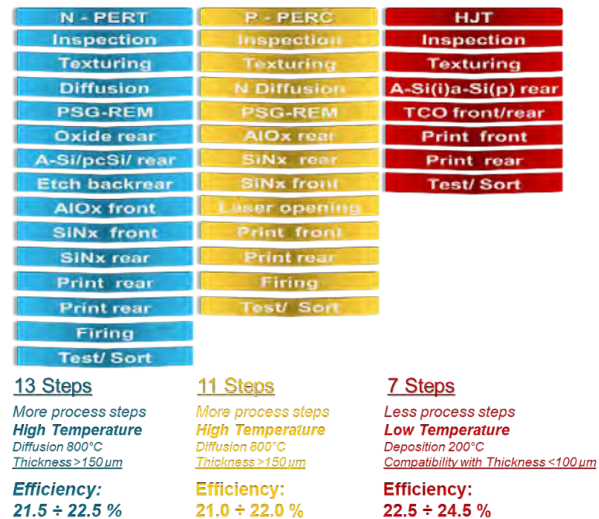 N - PERT
Inspection
Texturing
Diffusion
PSG-REM
Oxide rear
A-Si/pcSi/ rear
Etch backrear
AlOx front
SiNx front
SiNx rear
Print rear
Print rear
Firing
Test/ Sort
13 Steps
More process steps
High Temperature
Diffusion 800°C
Thickness >150 µm
Efficiency:
21.5 ÷ 22.5 %
P - PERC
Inspection
Texturing
N Diffusion
PSG-REM
AlOx rear
SiNx rear
SiNx front
Laser opening
Print front
Print rear
Firing
Test/ Sort
11 Steps
More process steps
High Temperature
Diffusion 800°C
Thickness >150 µm
Efficiency:
21.0 ÷ 22.0 %
HJT
Inspection
Texturing
A-Si(i)a-Si(p) rear
TCO front/rear
Print front
Print rear
Test/ Sort
7 Steps
Less process steps
Low Temperature
Deposition 200°C
Compatibility with Thickness <100 µm
Efficiency:
22.5 ÷ 24.5 %